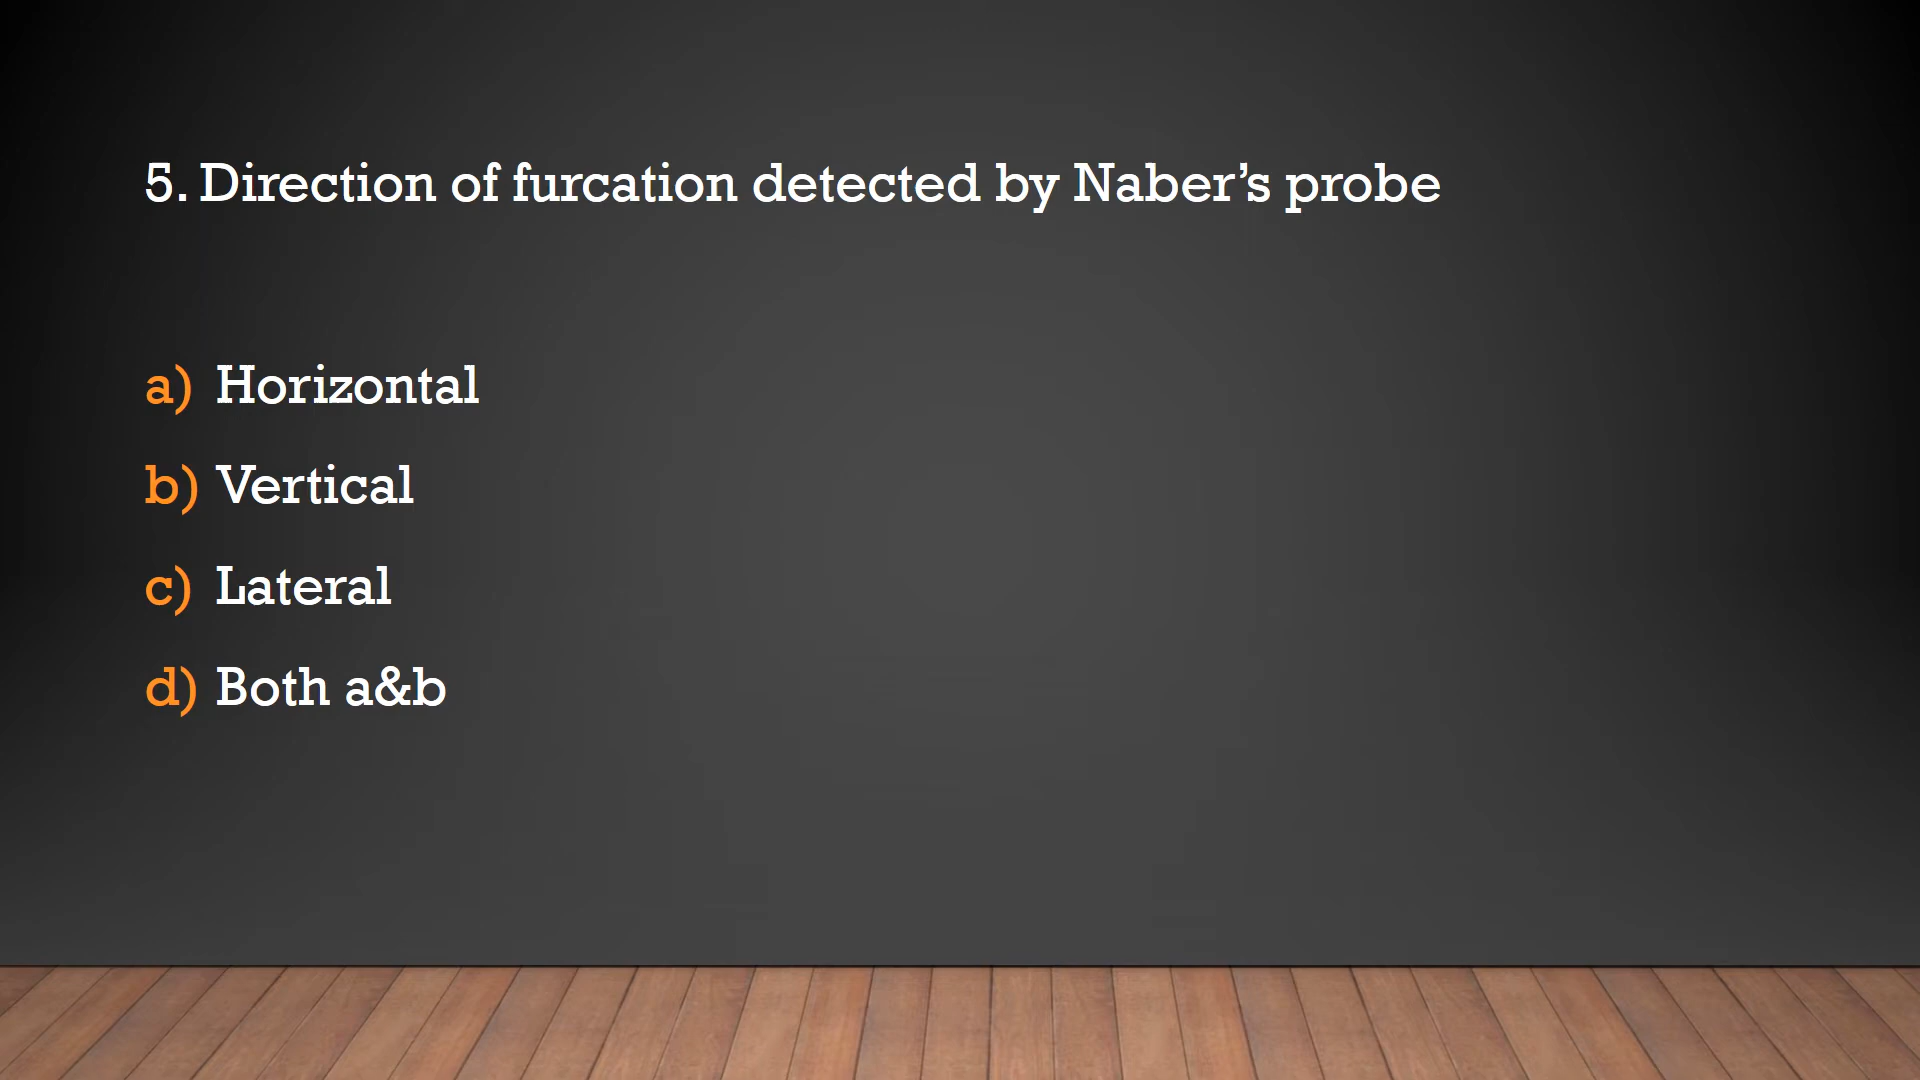 5. Direction of furcation detected by Naber’s probe
a) Horizontal
b) Vertical
c) Lateral
d) Both a&b